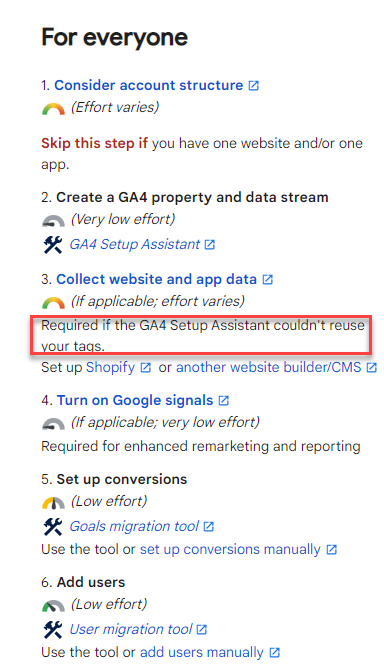 For everyone
1. Consider account structure
(Effort varies)
Skip this step if you have one website and/or one
app.
2. Create a GA4 property and data stream
(Very low effort)
GA4 Setup Assistant
3. Collect website and app data
(If applicable; effort varies)
Required if the GA4 Setup Assistant couldn't reuse
your tags.
Set up Shopify or another website builder/CMS
4. Turn on Google signals
(If applicable; very low effort)
Required for enhanced remarketing and reporting
5. Set up conversions
(Low effort)
Goals migration tool
Use the tool or set up conversions manually
6. Add users
(Low effort)
User migration tool
Use the tool or add users manually